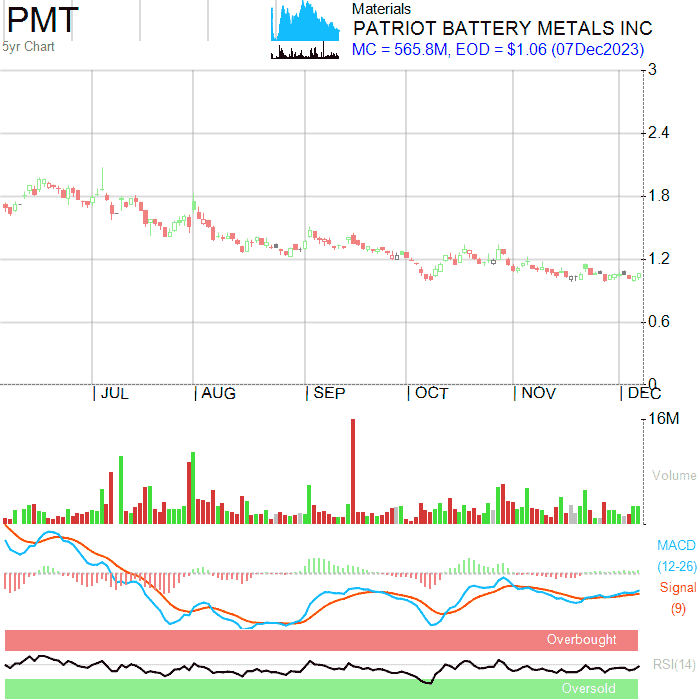 PMT
5yr Chart
Materials
PATRIOT BATTERY METALS INC
MC = 565.8M, EOD = $1.06 (07Dec2023)
3
2.4
1.8
1.2
0.6
0
JUL AUG SEP OCT NOV DEC
16M
Volume
MACD
(12-26)
Signal
(9)
Overbought
RSI(14)
Oversold